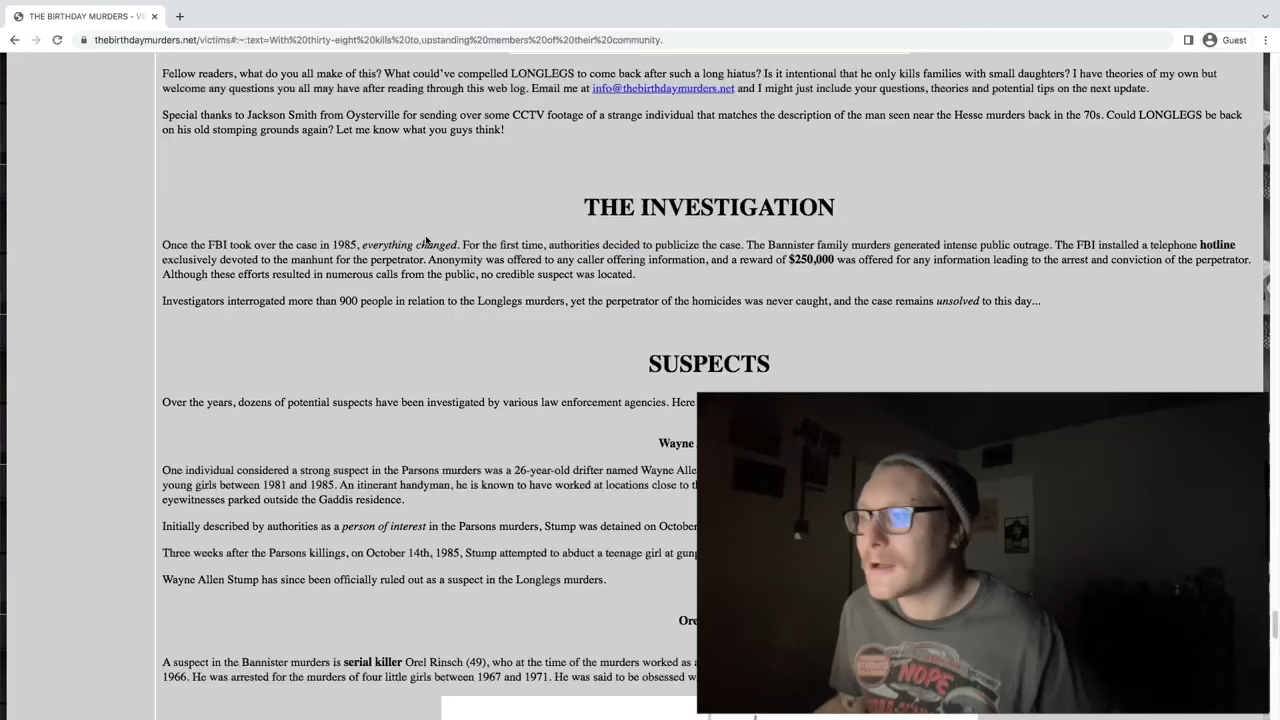 THE BIRTHDAY MURDERS - VI
thebirthdaymurders.net/victims#:~:text=With%20thirty-eight%20kills%20to,upstanding%20members%20of%20their%20community.
Guest
Fellow readers, what do you all make of this? What could've compelled LONGLEGS to come back after such a long hiatus? Is it intentional that he only kills families with small daughters? I have theories of my own but
welcome any questions you all may have after reading through this web log. Email me at info@thebirthdaymurders.net and I might just include your questions, theories and potential tips on the next update.
Special thanks to Jackson Smith from Oysterville for sending over some CCTV footage of a strange individual that matches the description of the man seen near the Hesse murders back in the 70s. Could LONGLEGS be back
on his old stomping grounds again? Let me know what you guys think!
THE INVESTIGATION
Once the FBI took over the case in 1985, everything changed. For the first time, authorities decided to publicize the case. The Bannister family murders generated intense public outrage. The FBI installed a telephone hotline
exclusively devoted to the manhunt for the perpetrator. Anonymity was offered to any caller offering information, and a reward of $250,000 was offered for any information leading to the arrest and conviction of the perpetrator.
Although these efforts resulted in numerous calls from the public, no credible suspect was located.
Investigators interrogated more than 900 people in relation to the Longlegs murders, yet the perpetrator of the homicides was never caught, and the case remains unsolved to this day...
SUSPECTS
Over the years, dozens of potential suspects have been investigated by various law enforcement agencies. Here
Wayne
One individual considered a strong suspect in the Parsons murders was a 26-year-old drifter named Wayne Alle
young girls between 1981 and 1985. An itinerant handyman, he is known to have worked at locations close to th
eyewitnesses parked outside the Gaddis residence.
Initially described by authorities as a person of interest in the Parsons murders, Stump was detained on October
Three weeks after the Parsons killings, on October 14th, 1985, Stump attempted to abduct a teenage girl at gunp
Wayne Allen Stump has since been officially ruled out as a suspect in the Longlegs murders.
Ore
A suspect in the Bannister murders is serial killer Orel Rinsch (49), who at the time of the murders worked as a
1966. He was arrested for the murders of four little girls between 1967 and 1971. He was said to be obsessed w
NOPE